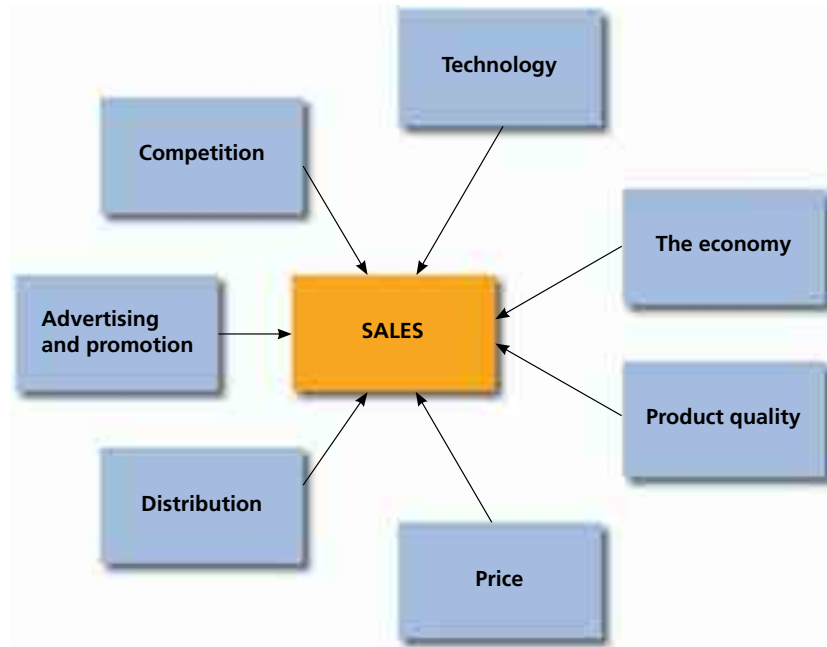 Technology
Competition
The economy
Advertising
and promotion
SALES
Product quality
Distribution
Price